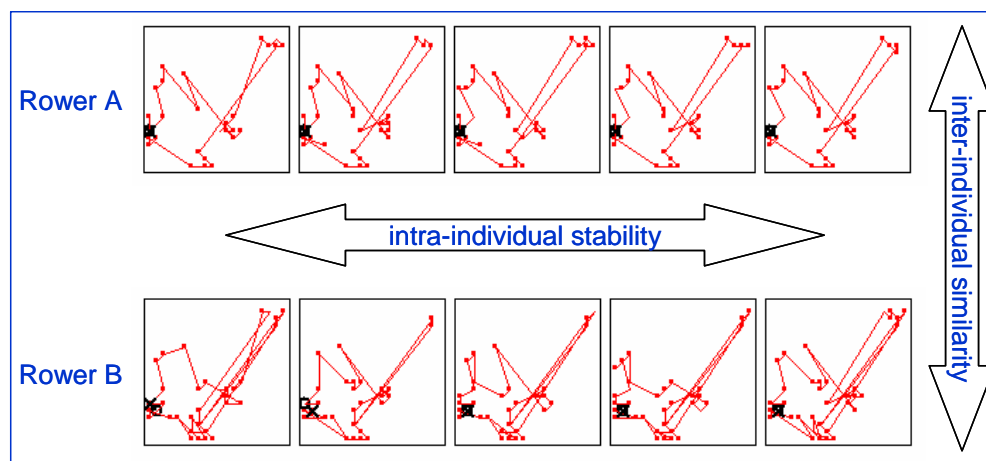 Rower A
inter-individual similarity
intra-individual stability
Rower B